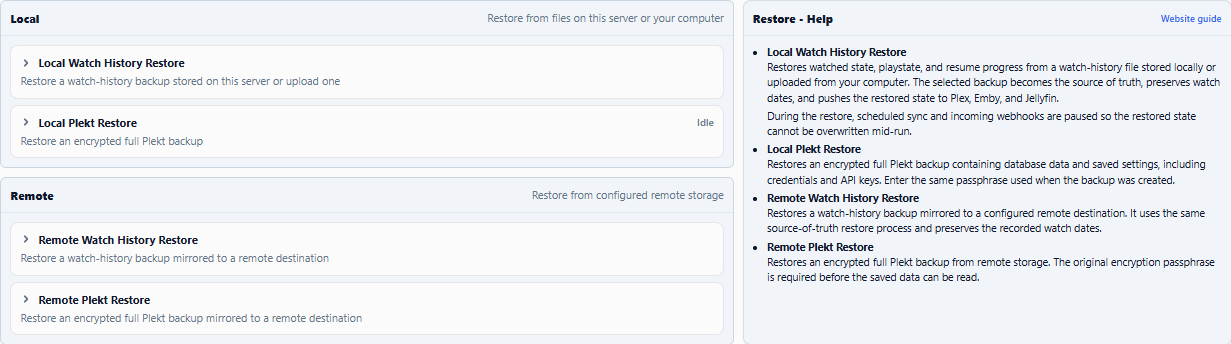 Local
Restore from files on this server or your computer
Local Watch History Restore
Restore a watch-history backup stored on this server or upload one
Local Plekt Restore
Idle
Restore an encrypted full Plekt backup
Remote
Restore from configured remote storage
Remote Watch History Restore
Restore a watch-history backup mirrored to a remote destination
Remote Plekt Restore
Restore an encrypted full Plekt backup mirrored to a remote destination
Restore - Help
Website guide
Local Watch History Restore
Restores watched state, playstate, and resume progress from a watch-history file stored locally or
uploaded from your computer. The selected backup becomes the source of truth, preserves watch
dates, and pushes the restored state to Plex, Emby, and Jellyfin.
During the restore, scheduled sync and incoming webhooks are paused so the restored state
cannot be overwritten mid-run.
Local Plekt Restore
Restores an encrypted full Plekt backup containing database data and saved settings, including
credentials and API keys. Enter the same passphrase used when the backup was created.
Remote Watch History Restore
Restores a watch-history backup mirrored to a configured remote destination. It uses the same
source-of-truth restore process and preserves the recorded watch dates.
Remote Plekt Restore
Restores an encrypted full Plekt backup from remote storage. The original encryption passphrase
is required before the saved data can be read.